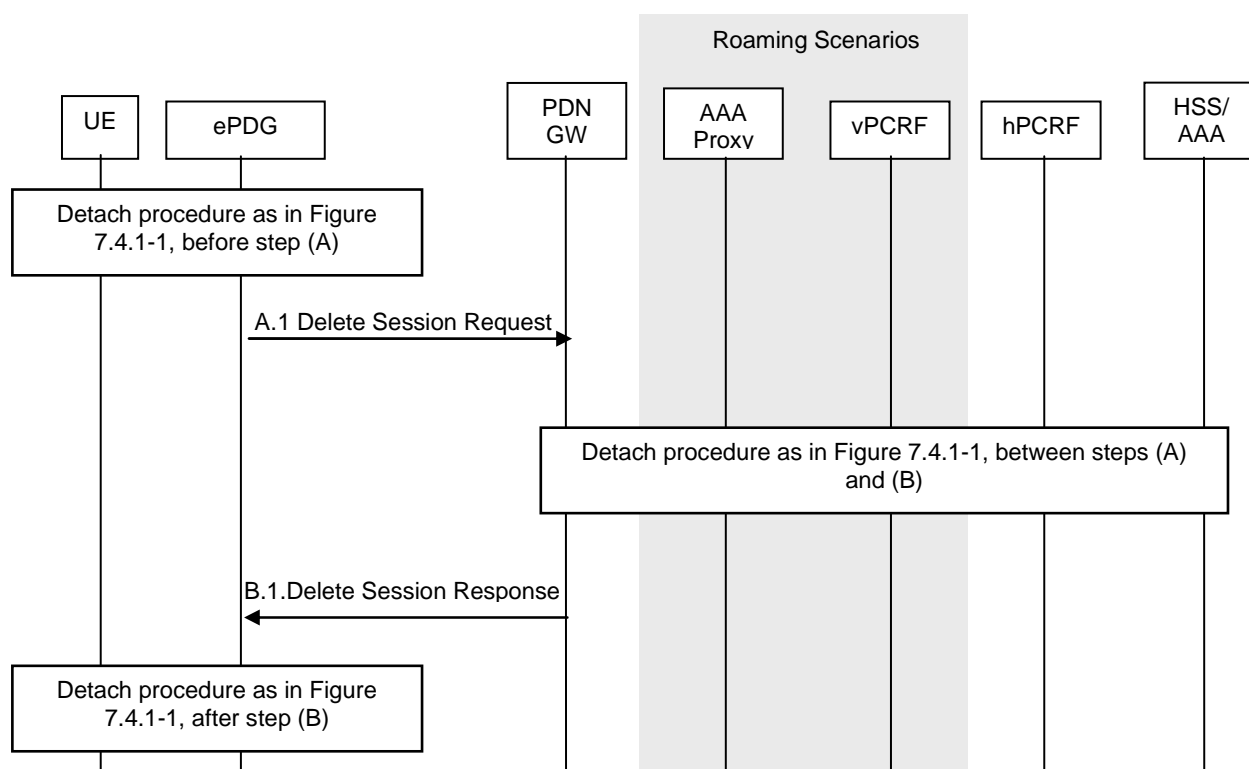 Roaming Scenarios
UE
ePDG
PDN
GW
AAA
Proxy
vPCRF
hPCRF
HSS/
AAA
Detach procedure as in Figure
7.4.1-1, before step (A)
A.1 Delete Session Request
Detach procedure as in Figure 7.4.1-1, between steps (A)
and (B)
B.1.Delete Session Response
Detach procedure as in Figure
7.4.1-1, after step (B)